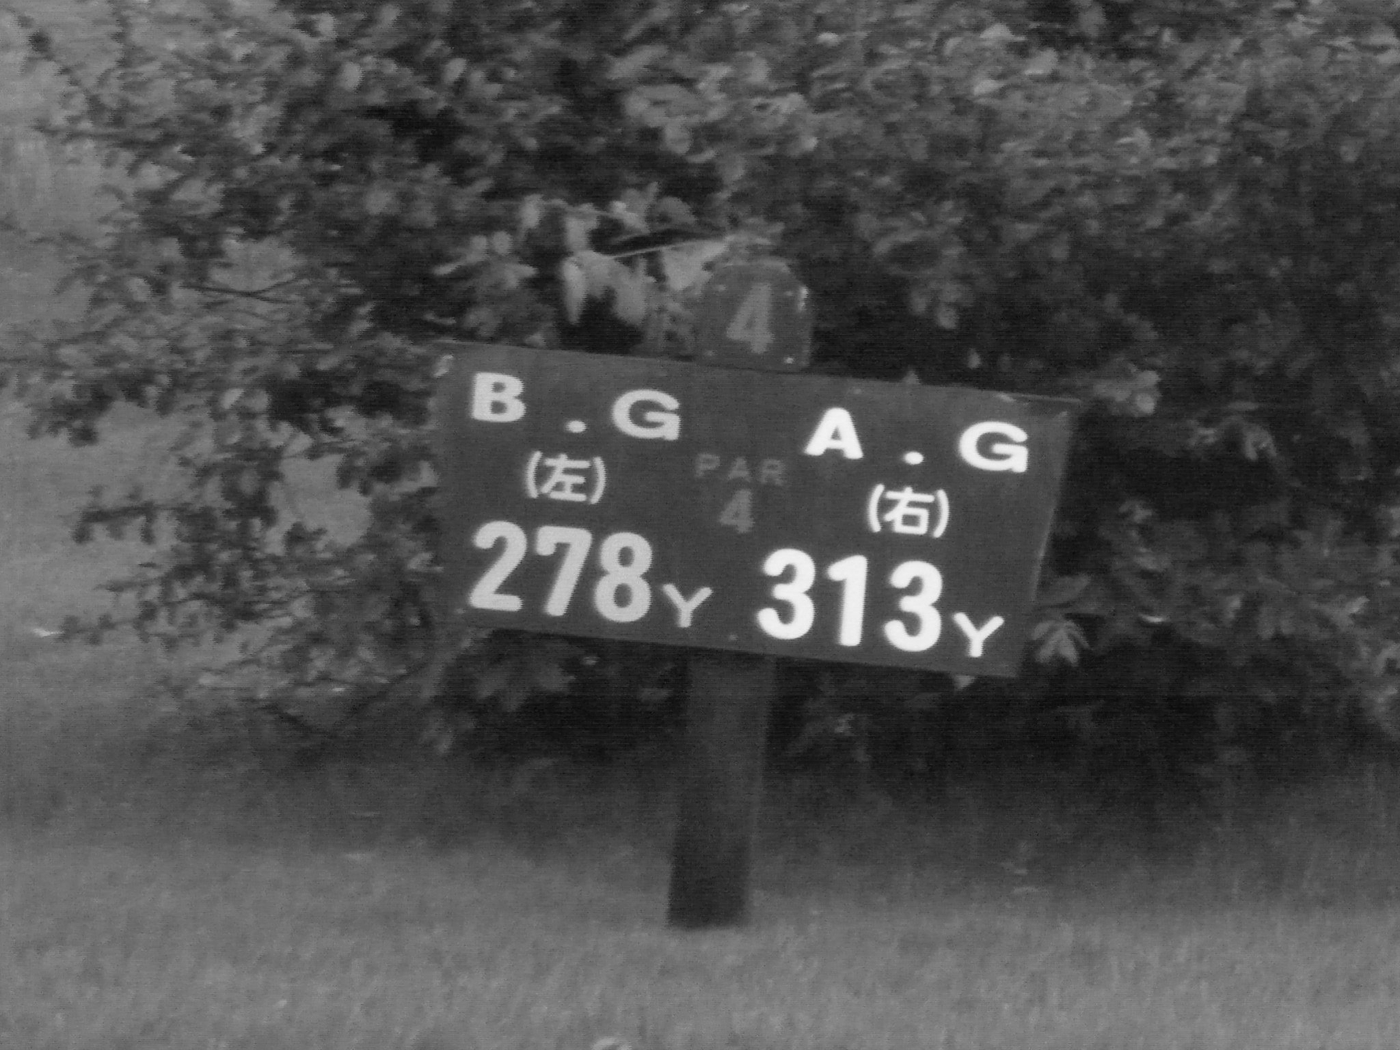 4
B . G
(左)
278Y
PAR
4
A . G
(右)
313Y